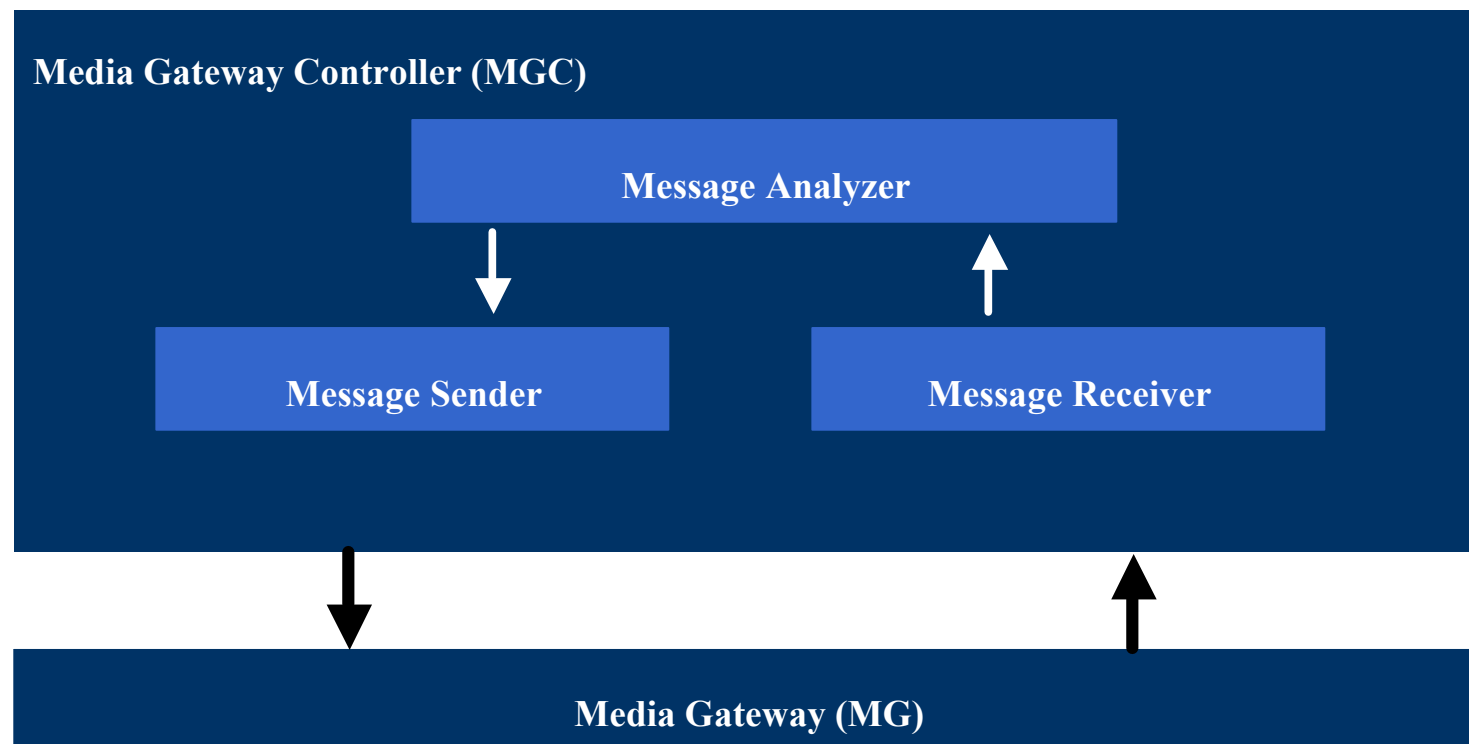 Media Gateway Controller (MGC)
Message Analyzer
Message Sender
Message Receiver
Media Gateway (MG)